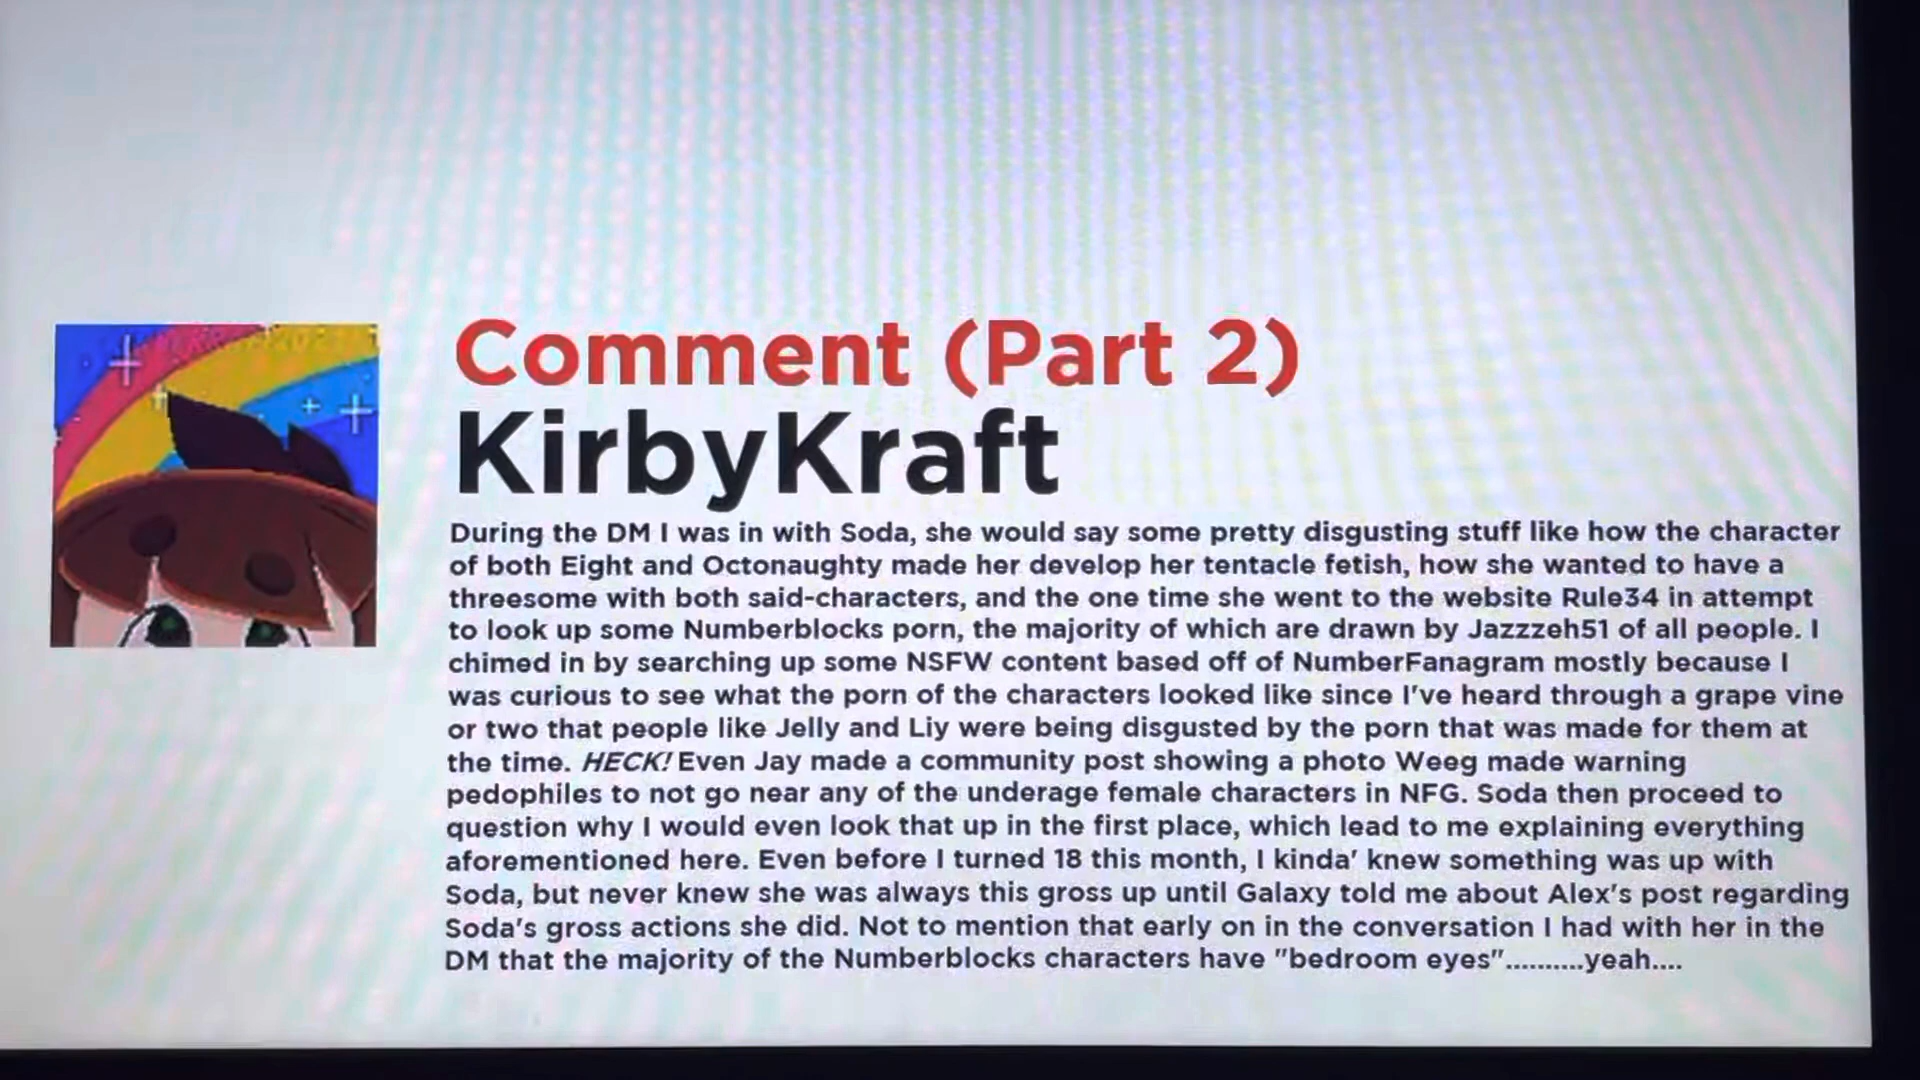 Comment (Part 2)
KirbyKraft
During the DM I was in with Soda, she would say some pretty disgusting stuff like how the character
of both Eight and Octonaughty made her develop her tentacle fetish, how she wanted to have a
threesome with both said-characters, and the one time she went to the website Rule34 in attempt
to look up some Numberblocks porn, the majority of which are drawn by Jazzzeh51 of all people. I
chimed in by searching up some NSFW content based off of NumberFanagram mostly because I
was curious to see what the porn of the characters looked like since I've heard through a grape vine
or two that people like Jelly and Liy were being disgusted by the porn that was made for them at
the time. HECK! Even Jay made a community post showing a photo Weeg made warning
pedophiles to not go near any of the underage female characters in NFG. Soda then proceed to
question why I would even look that up in the first place, which lead to me explaining everything
aforementioned here. Even before I turned 18 this month, I kinda' knew something was up with
Soda, but never knew she was always this gross up until Galaxy told me about Alex's post regarding
Soda's gross actions she did. Not to mention that early on in the conversation I had with her in the
DM that the majority of the Numberblocks characters have "bedroom eyes"..........yeah....